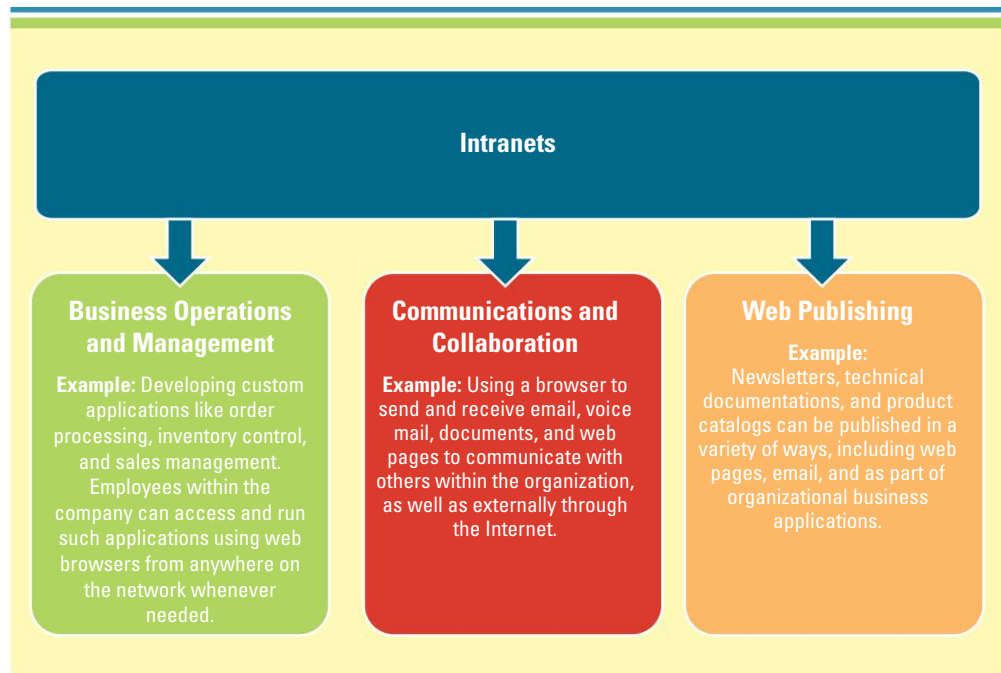 Intranets
Business Operations
and Management
Example: Developing custom
applications like order
processing, inventory control,
and sales management.
Employees within the
company can access and run
such applications using web
browsers from anywhere on
the network whenever
needed.
Communications and
Collaboration
Example: Using a browser to
send and receive email, voice
mail, documents, and web
pages to communicate with
others within the organization,
as well as externally through
the Internet.
Web Publishing
Example:
Newsletters, technical
documentations, and product
catalogs can be published in a
variety of ways, including web
pages, email, and as part of
organizational business
applications.